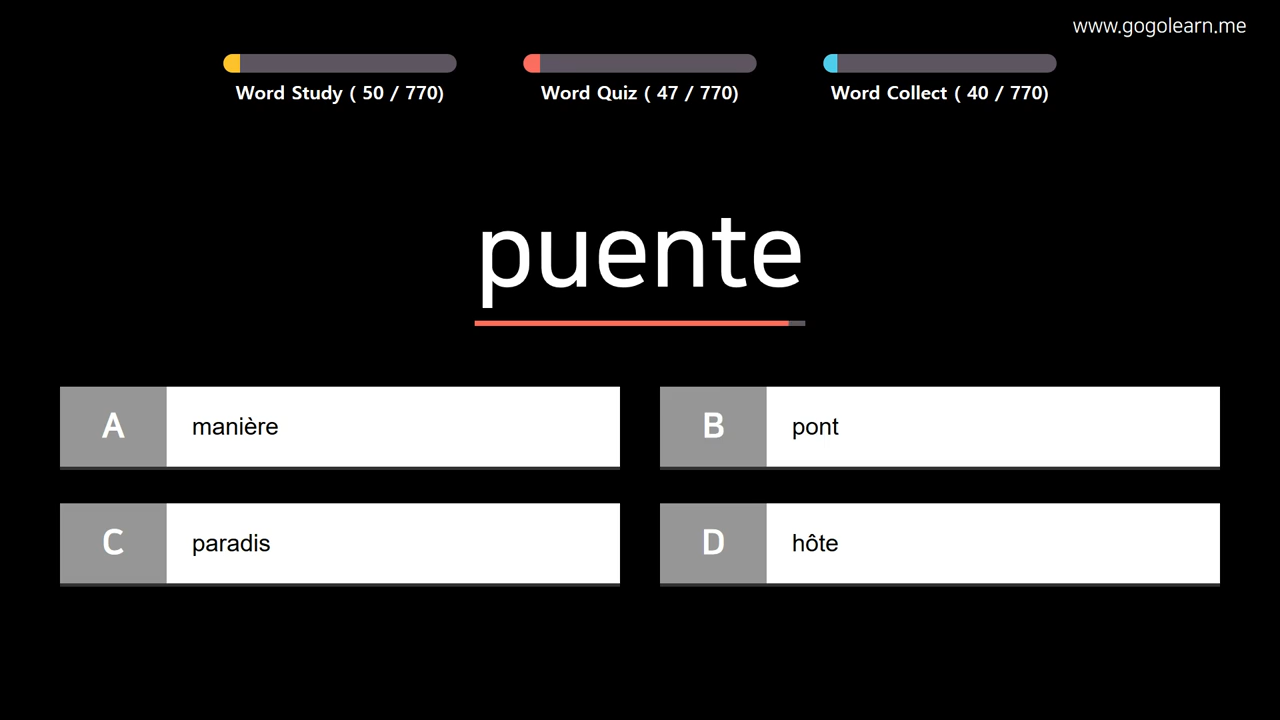 www.gogolearn.me
Word Study ( 50 / 770)
Word Quiz ( 47 / 770)
Word Collect ( 40 / 770)
puente
A manière
B pont
C paradis
D hôte